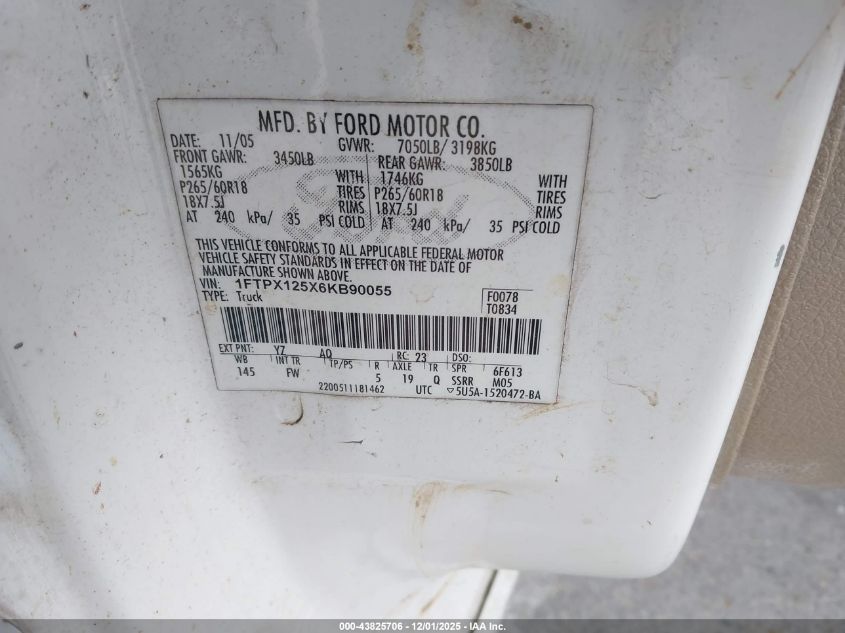 MFD. BY FORD MOTOR CO.
DATE: 11/05 GVWR: 7050LB/ 3198KG
FRONT GAWR: 3450LB REAR GAWR: 3850LB
1565KG WITH 1746KG WITH
P265/60R18 TIRES P265/60R18 TIRES
18X7.5J RIMS 18X7.5J RIMS
AT 240 kPa/ 35 PSI COLD AT 240 kPa/ 35 PSI COLD
THIS VEHICLE CONFORMS TO ALL APPLICABLE FEDERAL MOTOR
VEHICLE SAFETY STANDARDS IN EFFECT ON THE DATE OF
MANUFACTURE SHOWN ABOVE.
VIN: 1FTPX125X6KB90055 F0078
TYPE: Truck T0834
EXT PNT: YZ AQ RC: 23 DSO:
WB INT TR TP/PS R AXLE TR SPR 6F613
145 FW 5 19 Q SSRR M05
2200511181462 UTC ▽5U5A-1520472-BA
000-43825706 - 12/01/2025 - IAA Inc.